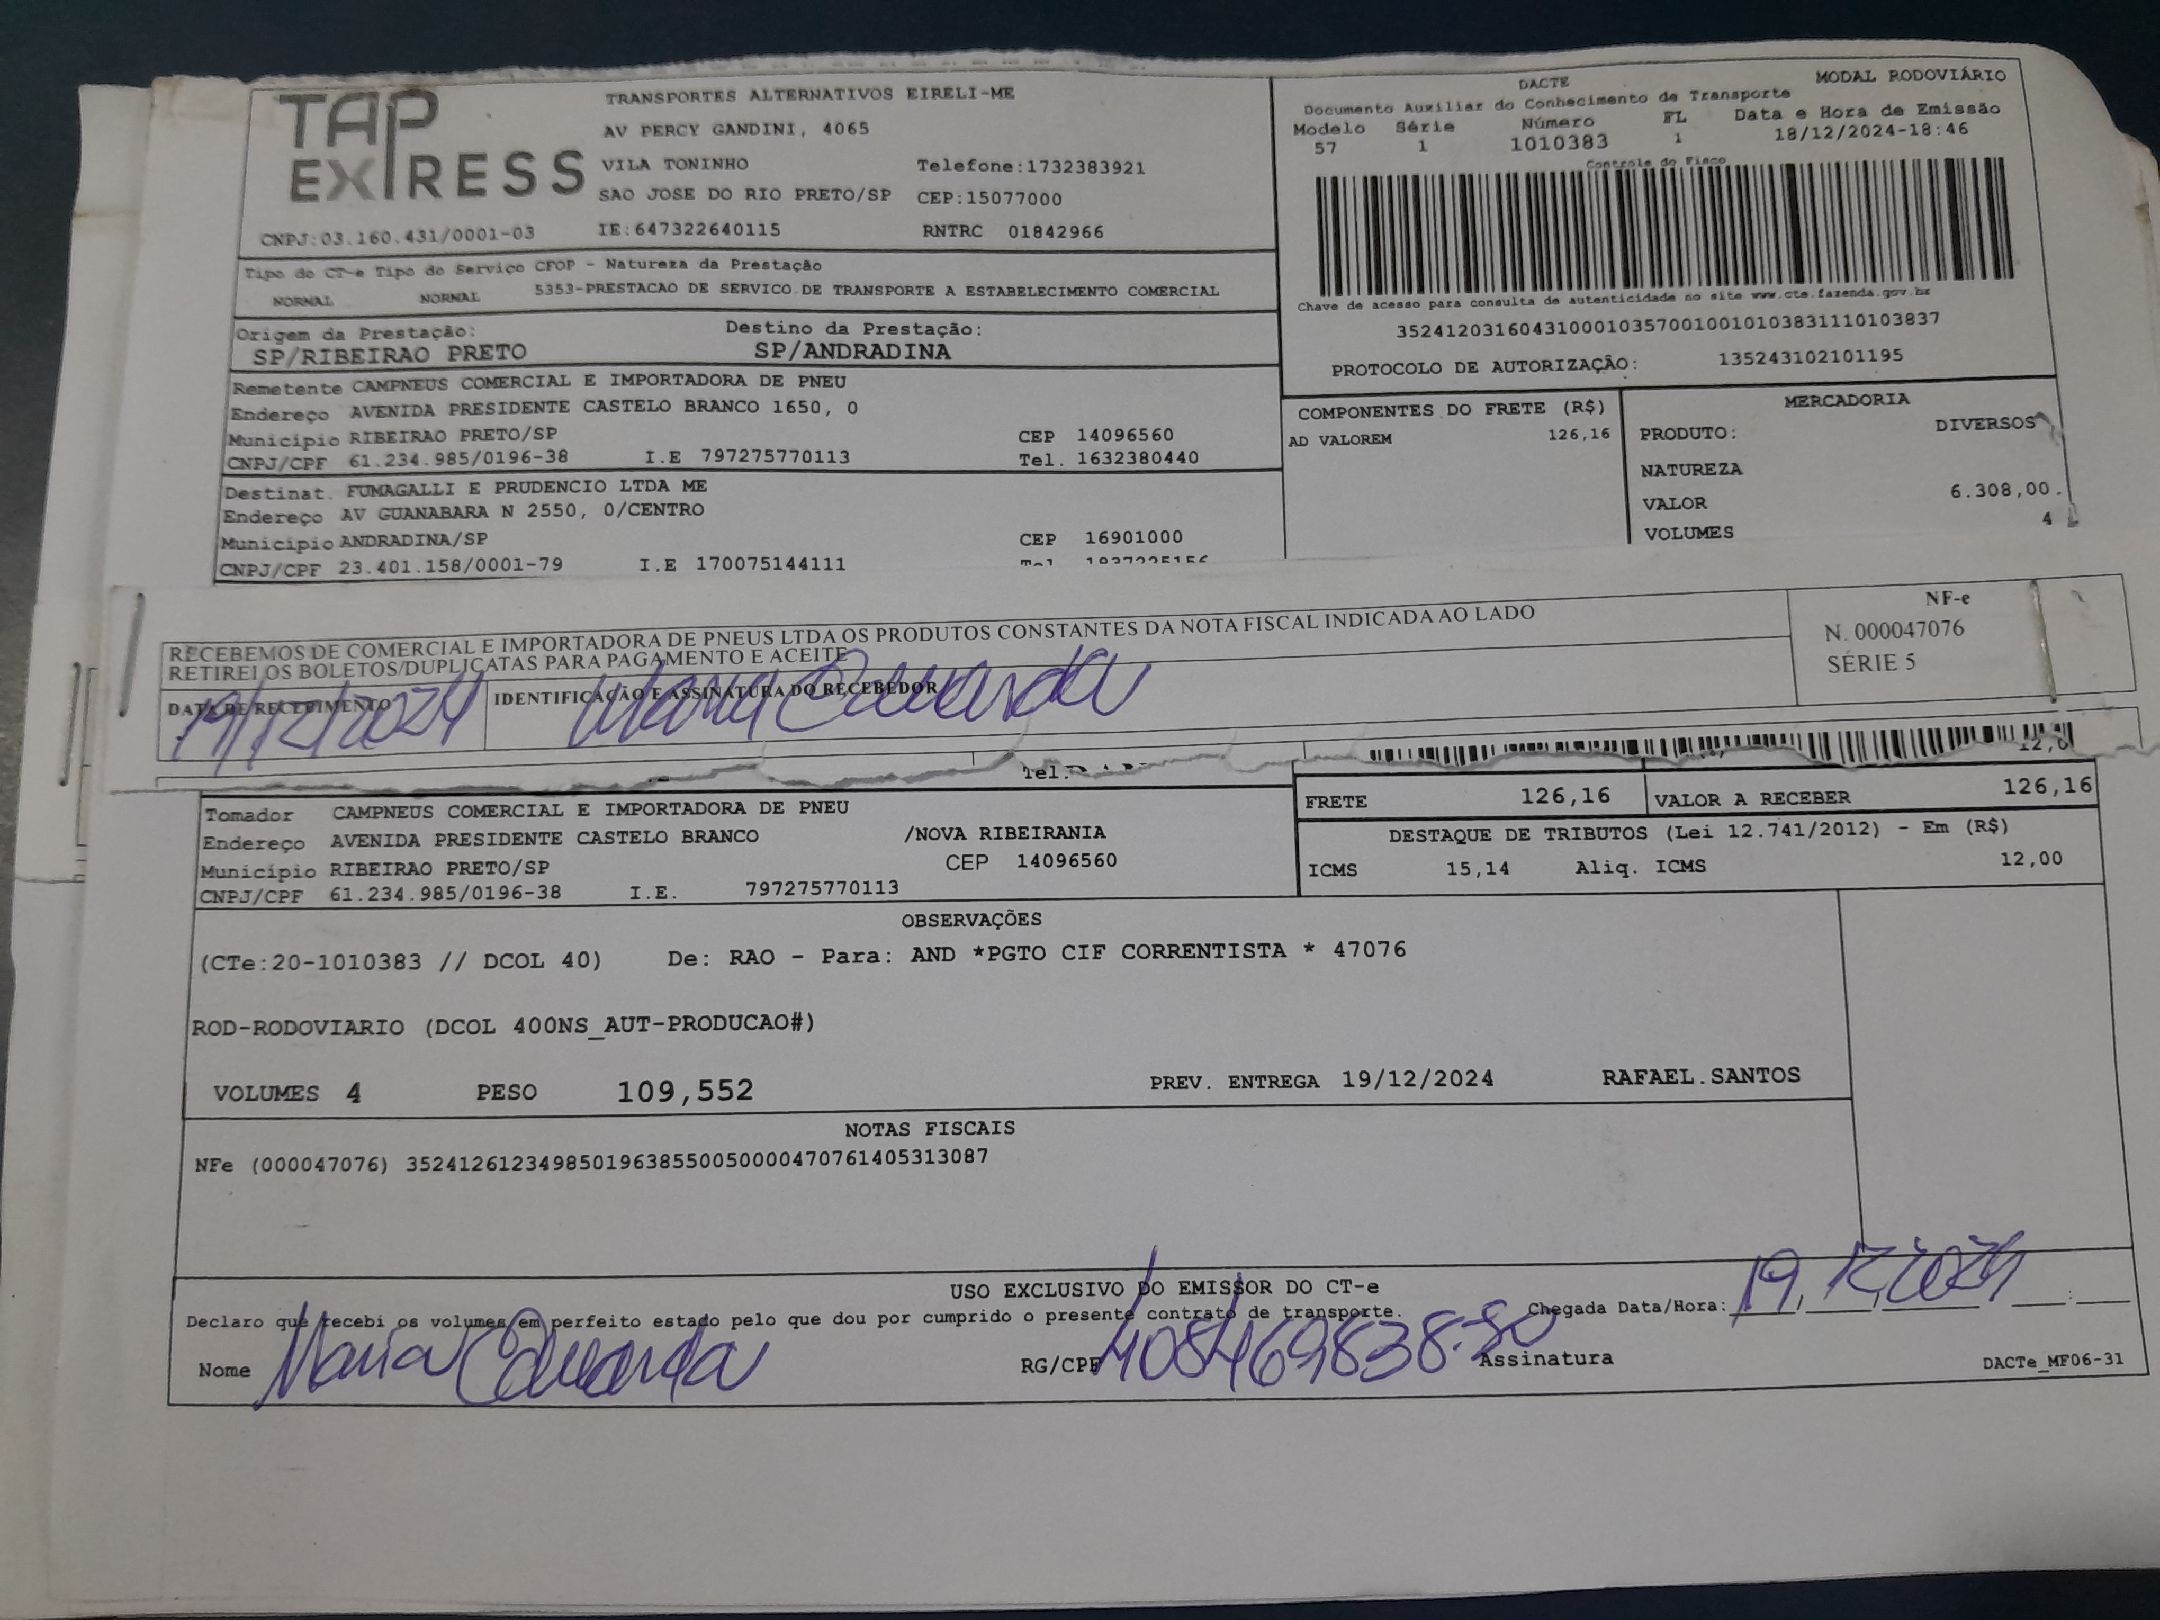 TAP EXPRESS
TRANSPORTES ALTERNATIVOS EIRELI-ME
AV PERCY GANDINI, 4065
VILA TONINHO Telefone:1732383921
SAO JOSE DO RIO PRETO/SP CEP:15077000
CNPJ:03.160.431/0001-03 IE:647322640115 RNTRC 01842966
DACTE MODAL RODOVIÁRIO
Documento Auxiliar do Conhecimento de Transporte
Modelo Série Número FL Data e Hora de Emissão
57 1 1010383 1 18/12/2024-18:46
Controle do Fisco
Chave de acesso para consulta de autenticidade no site www.cte.fazenda.gov.br
35241203160431000103570010010103831110103837
PROTOCOLO DE AUTORIZAÇÃO: 135243102101195
Tipo do CT-e Tipo do Serviço CFOP - Natureza da Prestação
NORMAL NORMAL 5353-PRESTACAO DE SERVICO DE TRANSPORTE A ESTABELECIMENTO COMERCIAL
Origem da Prestação: Destino da Prestação:
SP/RIBEIRAO PRETO SP/ANDRADINA
Remetente CAMPNEUS COMERCIAL E IMPORTADORA DE PNEU
Endereço AVENIDA PRESIDENTE CASTELO BRANCO 1650, 0
Município RIBEIRAO PRETO/SP CEP 14096560
CNPJ/CPF 61.234.985/0196-38 I.E 797275770113 Tel. 1632380440
COMPONENTES DO FRETE (R$)
AD VALOREM 126,16
MERCADORIA
PRODUTO: DIVERSOS
NATUREZA
VALOR 6.308,00
VOLUMES 4
Destinat. FUMAGALLI E PRUDENCIO LTDA ME
Endereço AV GUANABARA N 2550, 0/CENTRO
Município ANDRADINA/SP CEP 16901000
CNPJ/CPF 23.401.158/0001-79 I.E 170075144111 Tel 1837225156
RECEBEMOS DE COMERCIAL E IMPORTADORA DE PNEUS LTDA OS PRODUTOS CONSTANTES DA NOTA FISCAL INDICADA AO LADO
RETIREI OS BOLETOS/DUPLICATAS PARA PAGAMENTO E ACEITE
DATA DE RECEBIMENTO IDENTIFICAÇÃO E ASSINATURA DO RECEBEDOR
19/12/2024 Maria Eduarda
NF-e
N. 000047076
SÉRIE 5
Tel.
Tomador CAMPNEUS COMERCIAL E IMPORTADORA DE PNEU
Endereço AVENIDA PRESIDENTE CASTELO BRANCO /NOVA RIBEIRANIA
Município RIBEIRAO PRETO/SP CEP 14096560
CNPJ/CPF 61.234.985/0196-38 I.E. 797275770113
FRETE 126,16 VALOR A RECEBER 126,16
DESTAQUE DE TRIBUTOS (Lei 12.741/2012) - Em (R$)
ICMS 15,14 Aliq. ICMS 12,00
OBSERVAÇÕES
(CTe:20-1010383 // DCOL 40) De: RAO - Para: AND *PGTO CIF CORRENTISTA * 47076
ROD-RODOVIARIO (DCOL 400NS_AUT-PRODUCAO#)
VOLUMES 4 PESO 109,552 PREV. ENTREGA 19/12/2024 RAFAEL.SANTOS
NOTAS FISCAIS
NFe (000047076) 35241261234985019638550050000470761405313087
USO EXCLUSIVO DO EMISSOR DO CT-e
Declaro que recebi os volumes em perfeito estado pelo que dou por cumprido o presente contrato de transporte. Chegada Data/Hora: 19/12/2024
Nome Maria Eduarda RG/CPF 408469838-80 Assinatura DACTe_MF06-31